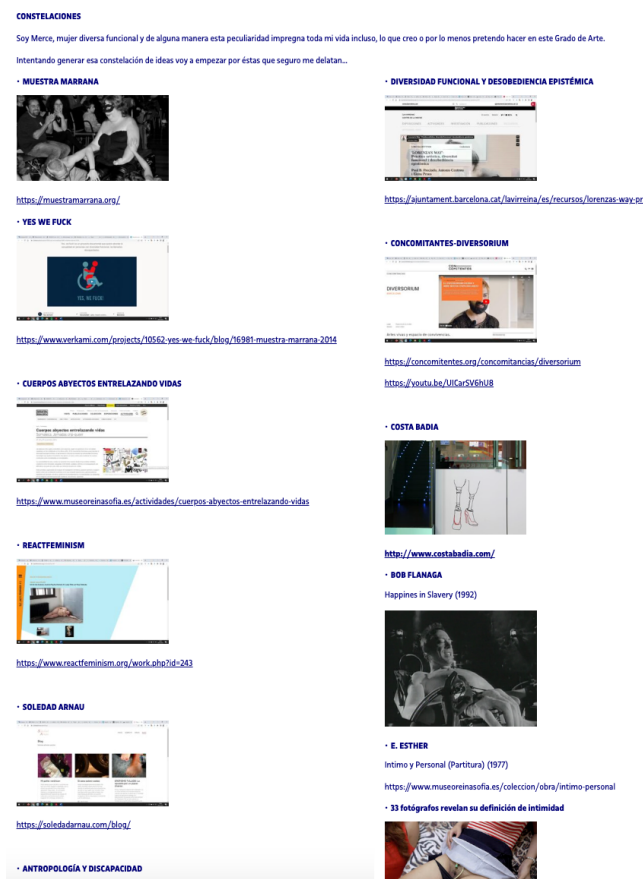 CONSTELACIONES
Soy Merce, mujer diversa funcional y de alguna manera esta peculiaridad impregna toda mi vida incluso, lo que creo o por lo menos pretendo hacer en este Grado de Arte.
Intentando generar esa constelación de ideas voy a empezar por éstas que seguro me delatan...
· MUESTRA MARRANA
https://muestramarrana.org/
· YES WE FUCK
YES, WE FUCK!
https://www.verkami.com/projects/10562-yes-we-fuck/blog/16981-muestra-marrana-2014
· CUERPOS ABYECTOS ENTRELAZANDO VIDAS
Cuerpos abyectos entrelazando vidas
https://www.museoreinasofia.es/actividades/cuerpos-abyectos-entrelazando-vidas
· REACTFEMINISM
https://www.reactfeminism.org/work.php?id=243
· SOLEDAD ARNAU
https://soledadarnau.com/blog/
· ANTROPOLOGÍA Y DISCAPACIDAD
· DIVERSIDAD FUNCIONAL Y DESOBEDIENCIA EPISTÉMICA
https://ajuntament.barcelona.cat/lavirreina/es/recursos/lorenzas-way-pr
· CONCOMITANTES-DIVERSORIUM
DIVERSORIUM
https://concomitentes.org/concomitancias/diversorium
https://youtu.be/UlCarSV6hU8
· COSTA BADIA
http://www.costabadia.com/
· BOB FLANAGA
Happines in Slavery (1992)
· E. ESTHER
Intimo y Personal (Partitura) (1977)
https://www.museoreinasofia.es/coleccion/obra/intimo-personal
· 33 fotógrafos revelan su definición de intimidad